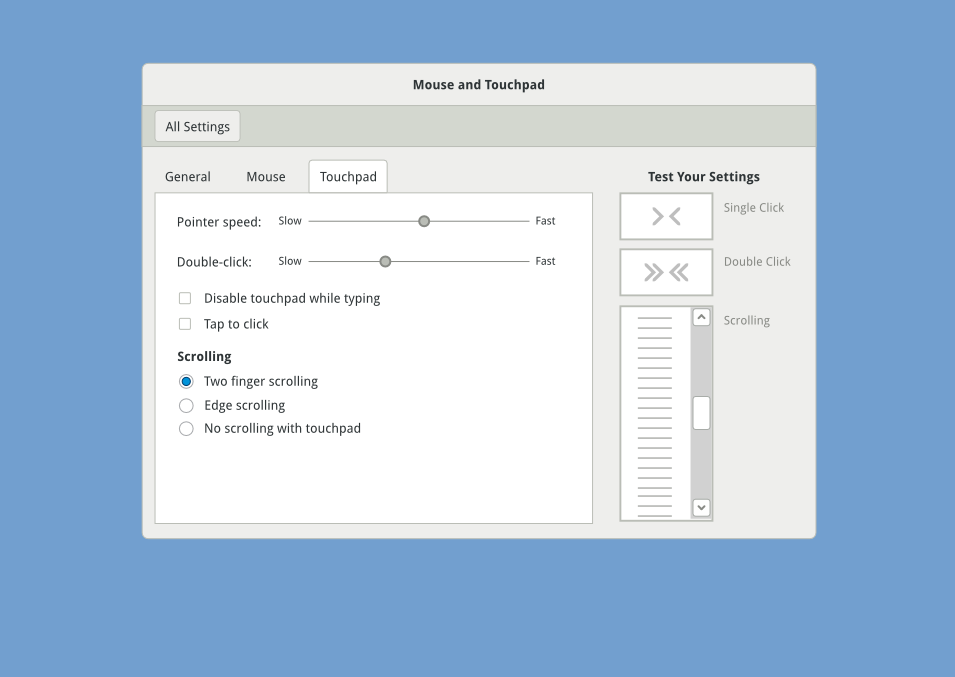 Mouse and Touchpad
All Settings
General Mouse Touchpad
Pointer speed: Slow Fast
Double-click: Slow Fast
Disable touchpad while typing
Tap to click
Scrolling
Two finger scrolling
Edge scrolling
No scrolling with touchpad
Test Your Settings
Single Click
Double Click
Scrolling